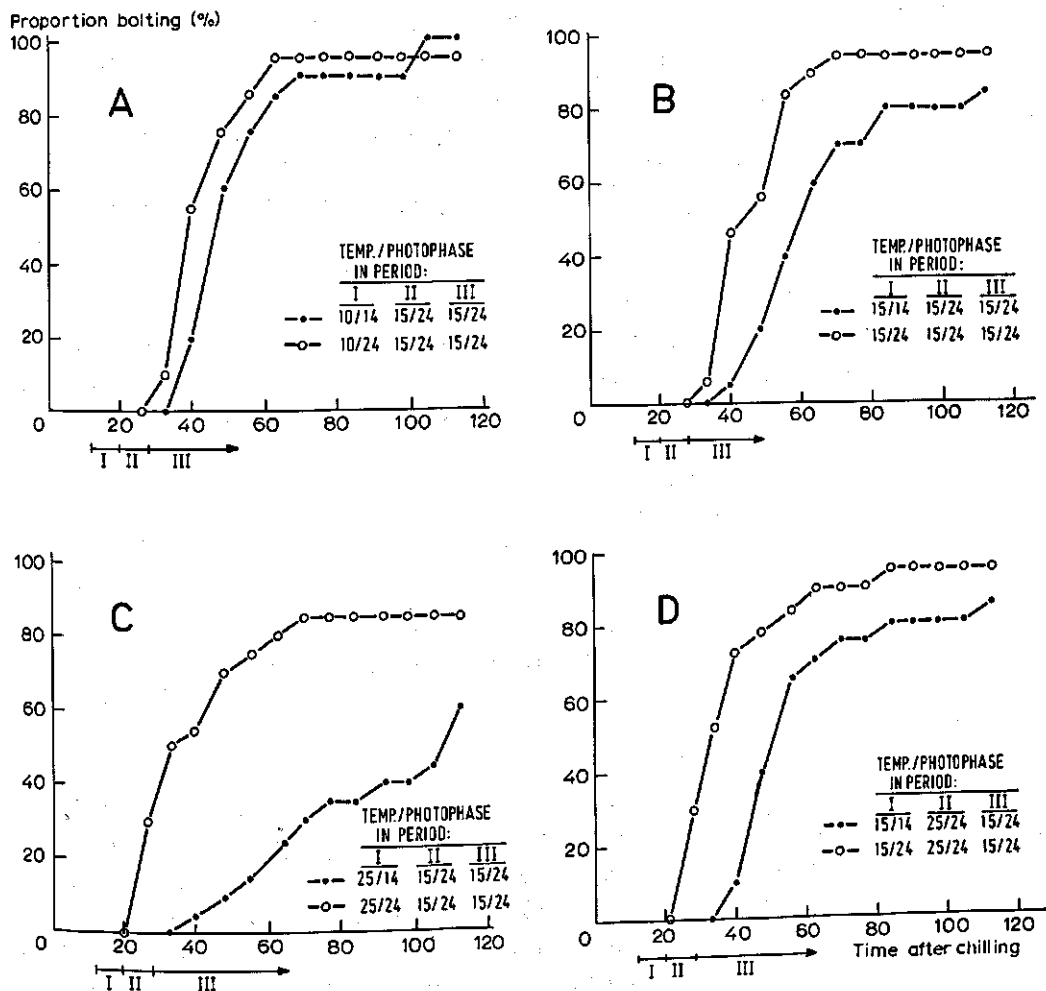 Proportion bolting (%)
A
100
80
60
40
20
0
20 40 60 80 100 120
I II III
TEMP./PHOTOPHASE
IN PERIOD:
I II III
10/14 15/24 15/24
10/24 15/24 15/24
B
100
80
60
40
20
0
20 40 60 80 100 120
I II III
TEMP./PHOTOPHASE
IN PERIOD:
I II III
15/14 15/24 15/24
15/24 15/24 15/24
C
100
80
60
40
20
0
20 40 60 80 100 120
I II III
TEMP./PHOTOPHASE
IN PERIOD:
I II III
25/14 15/24 15/24
25/24 15/24 15/24
D
100
80
60
40
20
0
20 40 60 80 100 120
Time after chilling
I II III
TEMP./PHOTOPHASE
IN PERIOD:
I II III
15/14 25/24 15/24
15/24 25/24 15/24